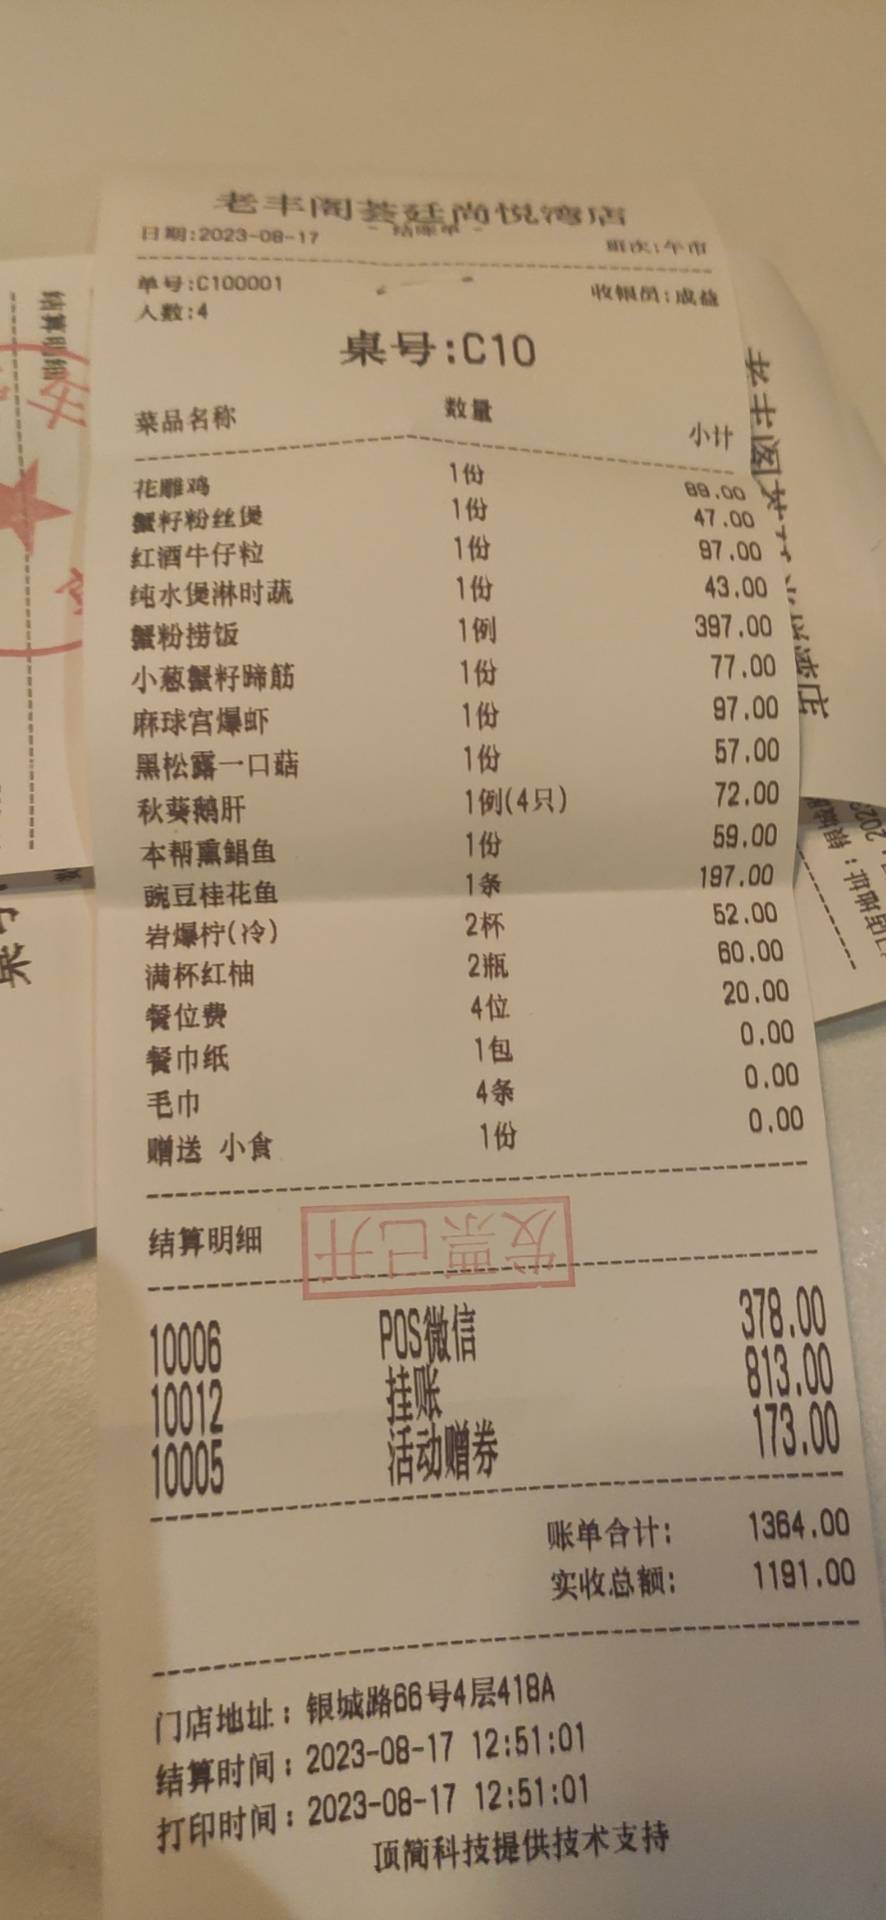 老丰阁荟廷尚悦湾店
- 结账单 -
日期:2023-08-17 班次:午市
单号:C100001 收银员:成益
人数:4
桌号:C10
菜品名称 数量 小计
花雕鸡 1份 89.00
蟹籽粉丝煲 1份 47.00
红酒牛仔粒 1份 97.00
纯水煲淋时蔬 1份 43.00
蟹粉捞饭 1例 397.00
小葱蟹籽蹄筋 1份 77.00
麻球宫爆虾 1份 97.00
黑松露一口菇 1份 57.00
秋葵鹅肝 1例(4只) 72.00
本帮熏鲳鱼 1份 59.00
豌豆桂花鱼 1条 197.00
岩爆柠(冷) 2杯 52.00
满杯红柚 2瓶 60.00
餐位费 4位 20.00
餐巾纸 1包 0.00
毛巾 4条 0.00
赠送 小食 1份 0.00
结算明细
发票已开
10006 POS微信 378.00
10012 挂账 813.00
10005 活动赠券 173.00
账单合计: 1364.00
实收总额: 1191.00
门店地址：银城路66号4层418A
结算时间：2023-08-17 12:51:01
打印时间：2023-08-17 12:51:01
顶简科技提供技术支持
结算明细